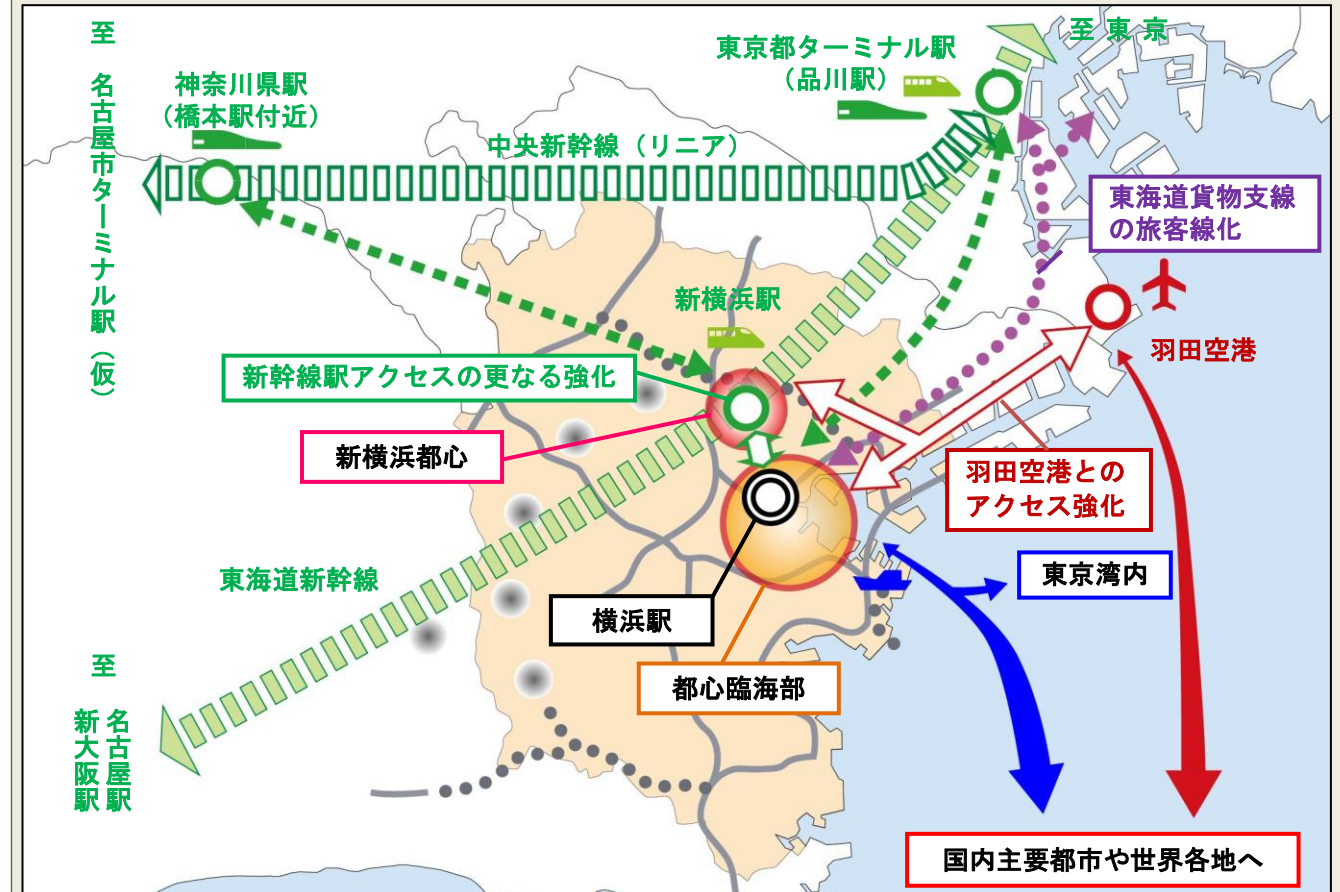 至 名古屋市ターミナル駅（仮）
神奈川県駅
（橋本駅付近）
東京都ターミナル駅
（品川駅）
至 東 京
中央新幹線（リニア）
東海道貨物支線
の旅客線化
新横浜駅
羽田空港
新幹線駅アクセスの更なる強化
新横浜都心
羽田空港との
アクセス強化
東海道新幹線
東京湾内
横浜駅
都心臨海部
至
名古屋駅
新大阪駅
国内主要都市や世界各地へ